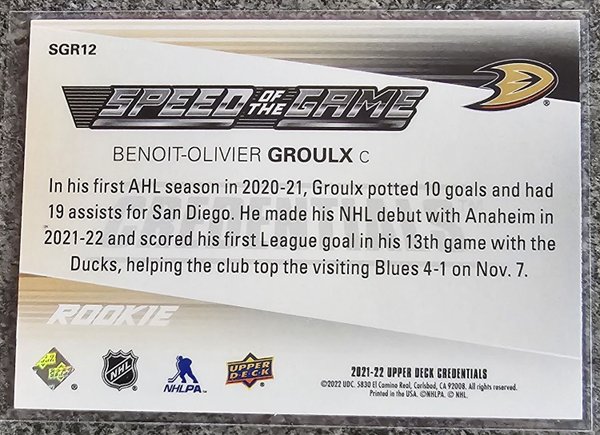 SGR12
SPEED OF THE GAME
BENOIT-OLIVIER GROULX C
In his first AHL season in 2020-21, Groulx potted 10 goals and had
19 assists for San Diego. He made his NHL debut with Anaheim in
2021-22 and scored his first League goal in his 13th game with the
Ducks, helping the club top the visiting Blues 4-1 on Nov. 7.
CREDENTIALS
ROOKIE
NHL
NHLPA
UPPER DECK
2021-22 UPPER DECK CREDENTIALS
©2022 UDC. 5830 El Camino Real, Carlsbad, CA 92008. All rights reserved.
Printed in the USA. ©NHLPA. © NHL.